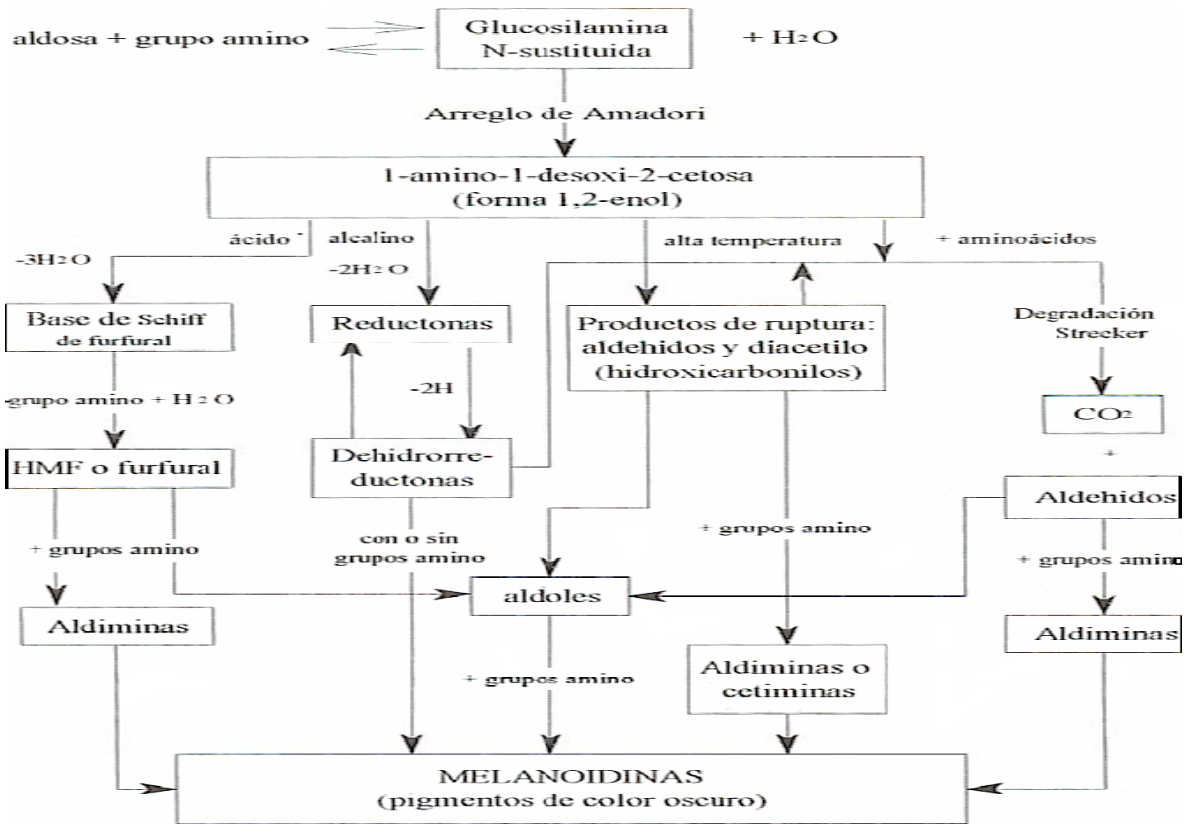 aldosa + grupo amino
Glucosilamina
N-sustituida
+ H2O
Arreglo de Amadori
1-amino-1-desoxi-2-cetosa
(forma 1,2-enol)
ácido
alcalino
alta temperatura
+ aminoácidos
-3H2O
-2H2O
Base de Schiff
de furfural
Reductonas
Productos de ruptura:
aldehidos y diacetilo
(hidroxicarbonilos)
Degradación
Strecker
-grupo amino + H2O
-2H
CO2
+
HMF o furfural
Dehidrorre-
ductonas
Aldehidos
+ grupos amino
con o sin
grupos amino
+ grupos amino
+ grupos amino
aldoles
Aldiminas
Aldiminas
+ grupos amino
Aldiminas o
cetiminas
MELANOIDINAS
(pigmentos de color oscuro)